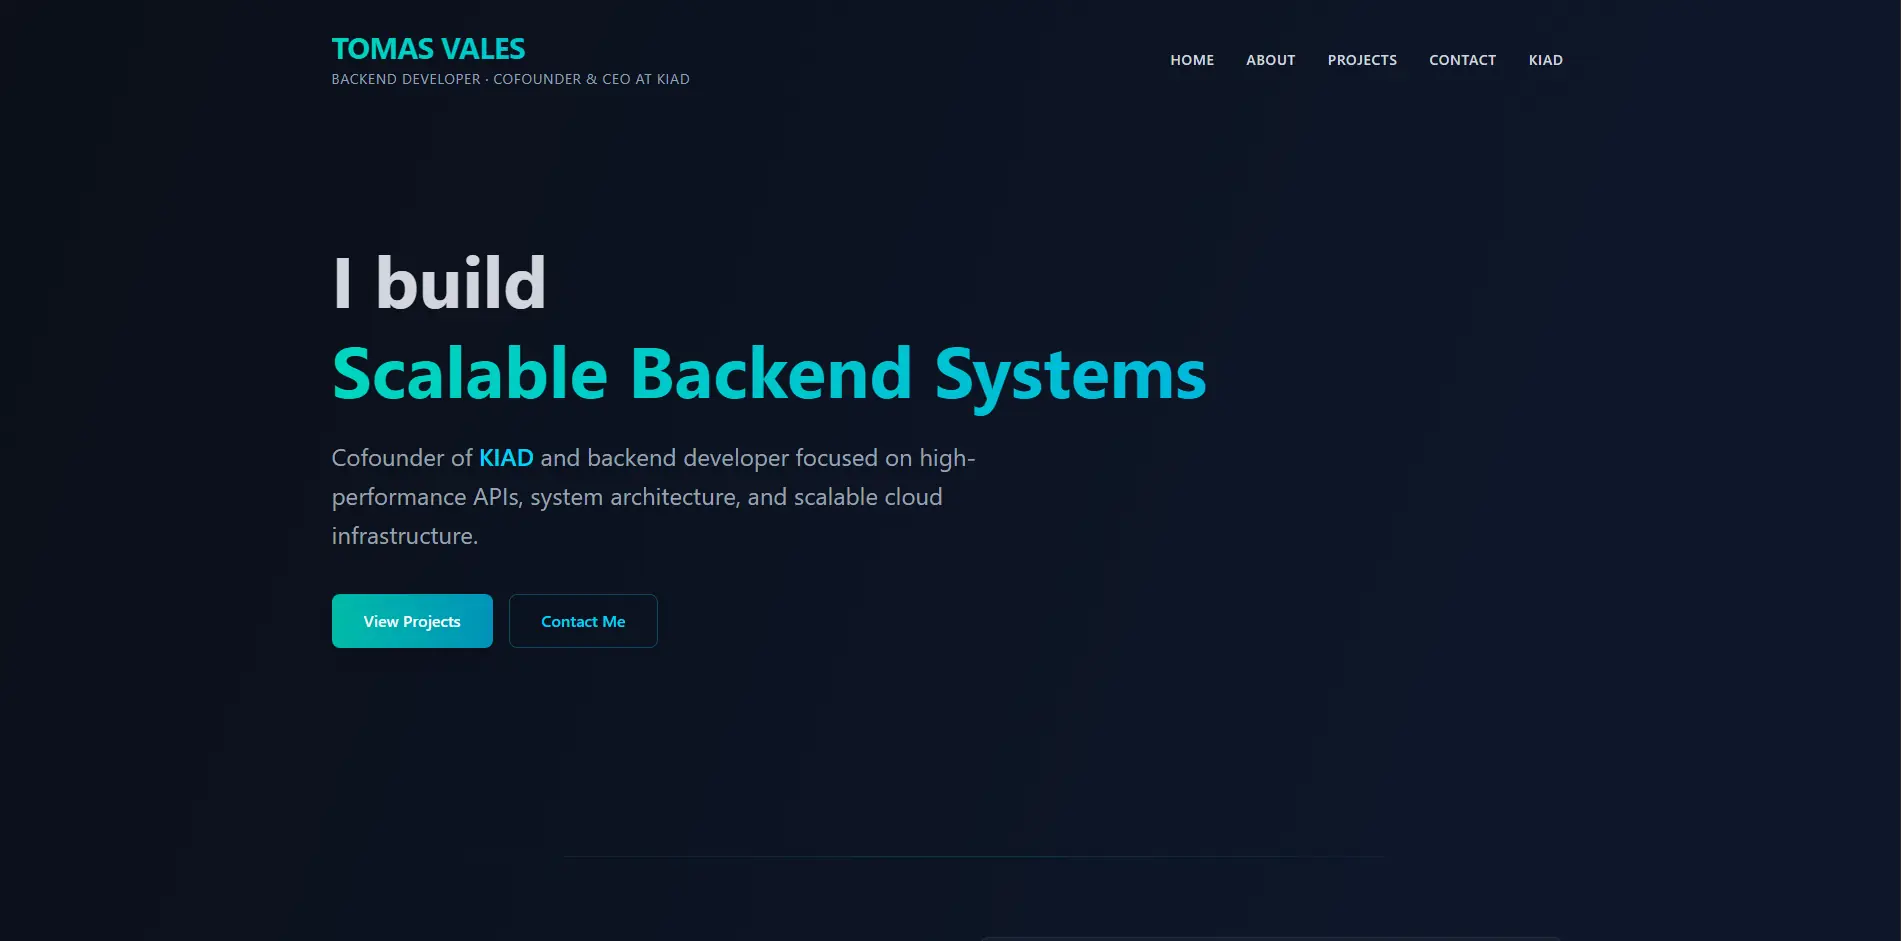 TOMAS VALES
BACKEND DEVELOPER · COFOUNDER & CEO AT KIAD
HOME ABOUT PROJECTS CONTACT KIAD
I build
Scalable Backend Systems
Cofounder of KIAD and backend developer focused on high-
performance APIs, system architecture, and scalable cloud
infrastructure.
View Projects Contact Me